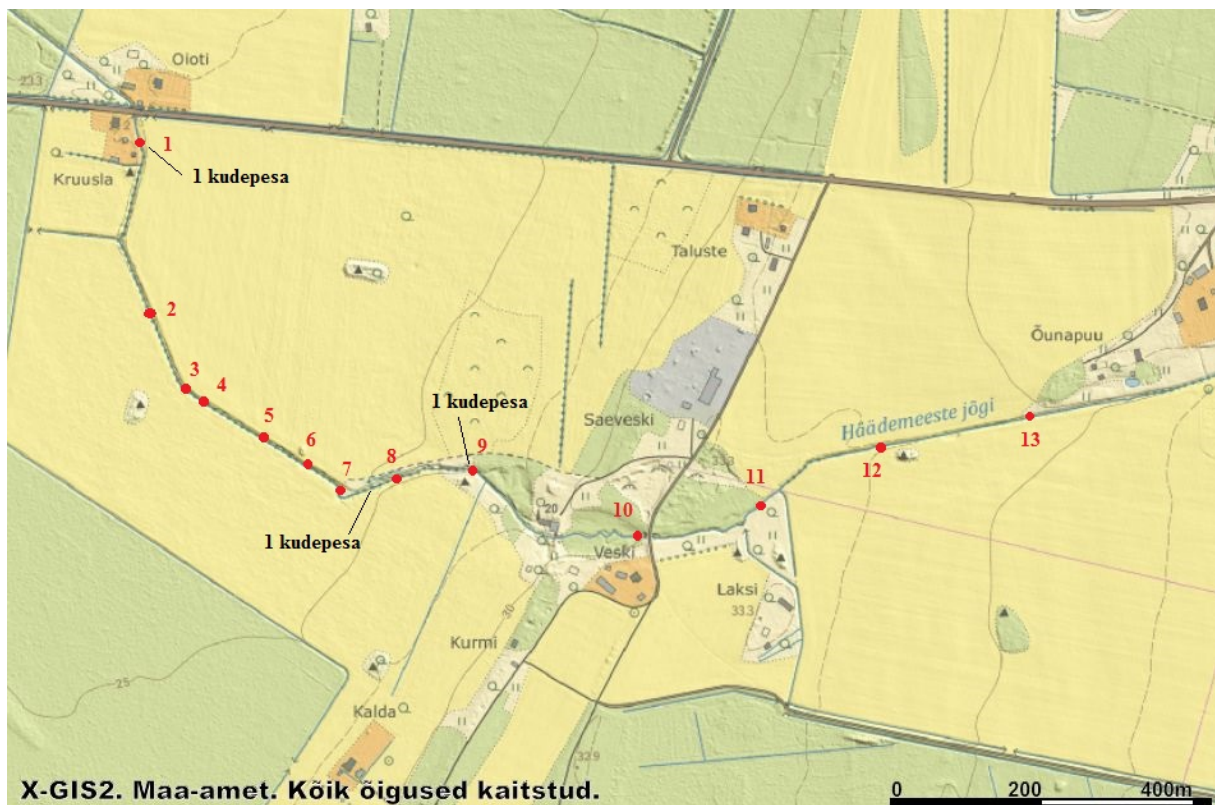 Oioti
233
1
1 kudepesa
Kruusla
Taluste
2
Õunapuu
3
4
1 kudepesa
Saeveski
Häädemeeste jõgi
5
6
9
8
7
13
12
11
20
10
1 kudepesa
Veski
Laksi
333
30
Kurmi
25
Kalda
329
X-GIS2. Maa-amet. Kõik õigused kaitstud.
0 200 400m